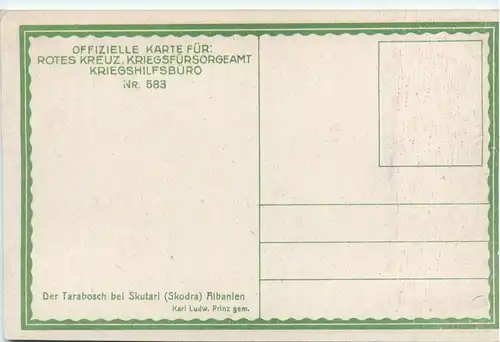 OFFIZIELLE KARTE FÜR:
ROTES KREUZ, KRIEGSFÜRSORGEAMT
KRIEGSHILFSBÜRO
NR. 583
Der Tarabosch bei Skutari (Skodra) Albanien
Karl Ludw. Prinz gem.